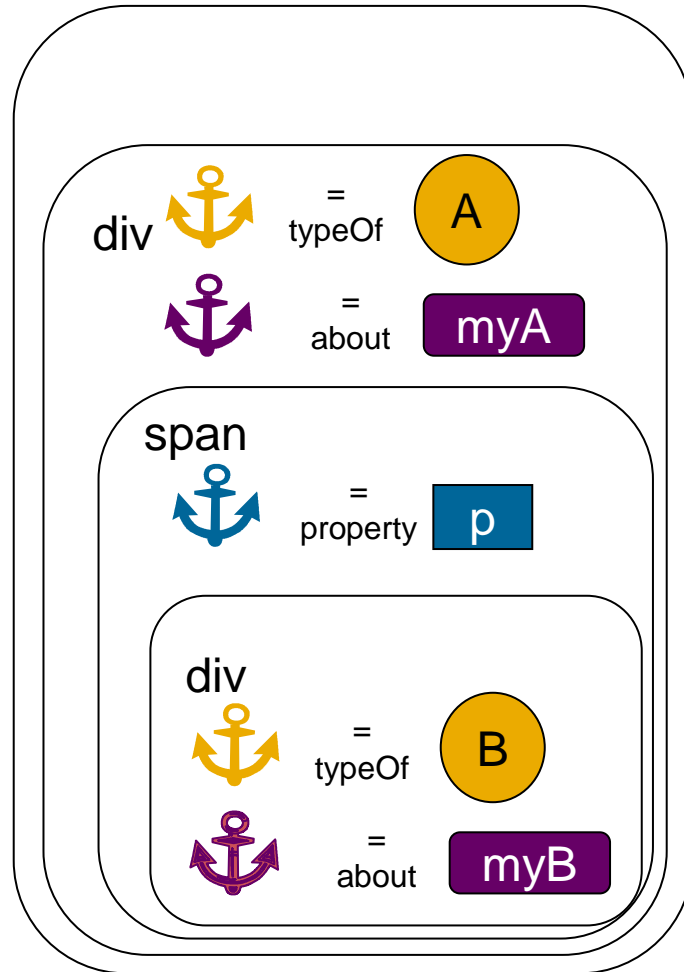 div = typeOf A
= about myA
span
= property p
div
= typeOf B
= about myB